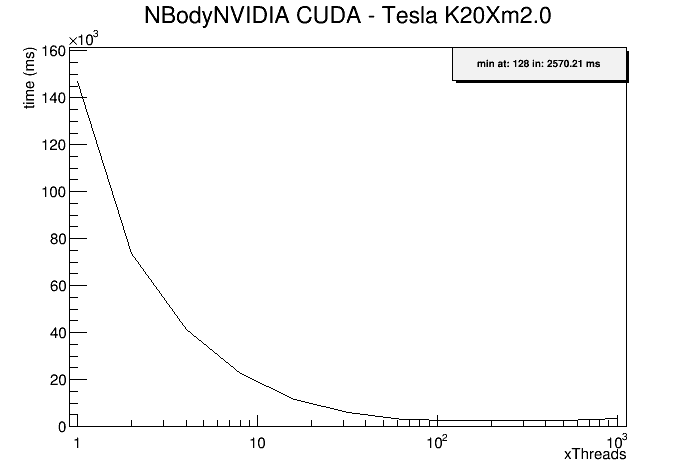 NBodyNVIDIA CUDA - Tesla K20Xm2.0
×10³
min at: 128 in: 2570.21 ms
time (ms)
160
140
120
100
80
60
40
20
0
1 10 10² 10³
xThreads